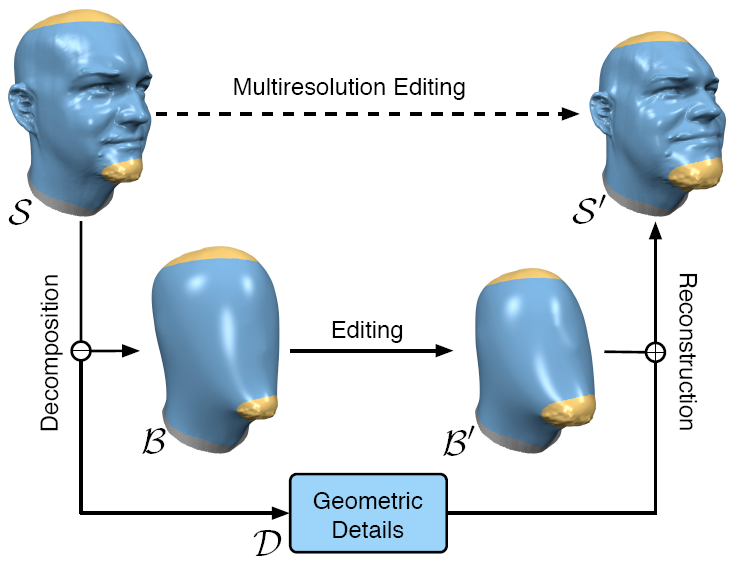 Multiresolution Editing
𝒮
𝒮′
Decomposition
Editing
Reconstruction
ℬ
ℬ′
Geometric
Details
𝒟